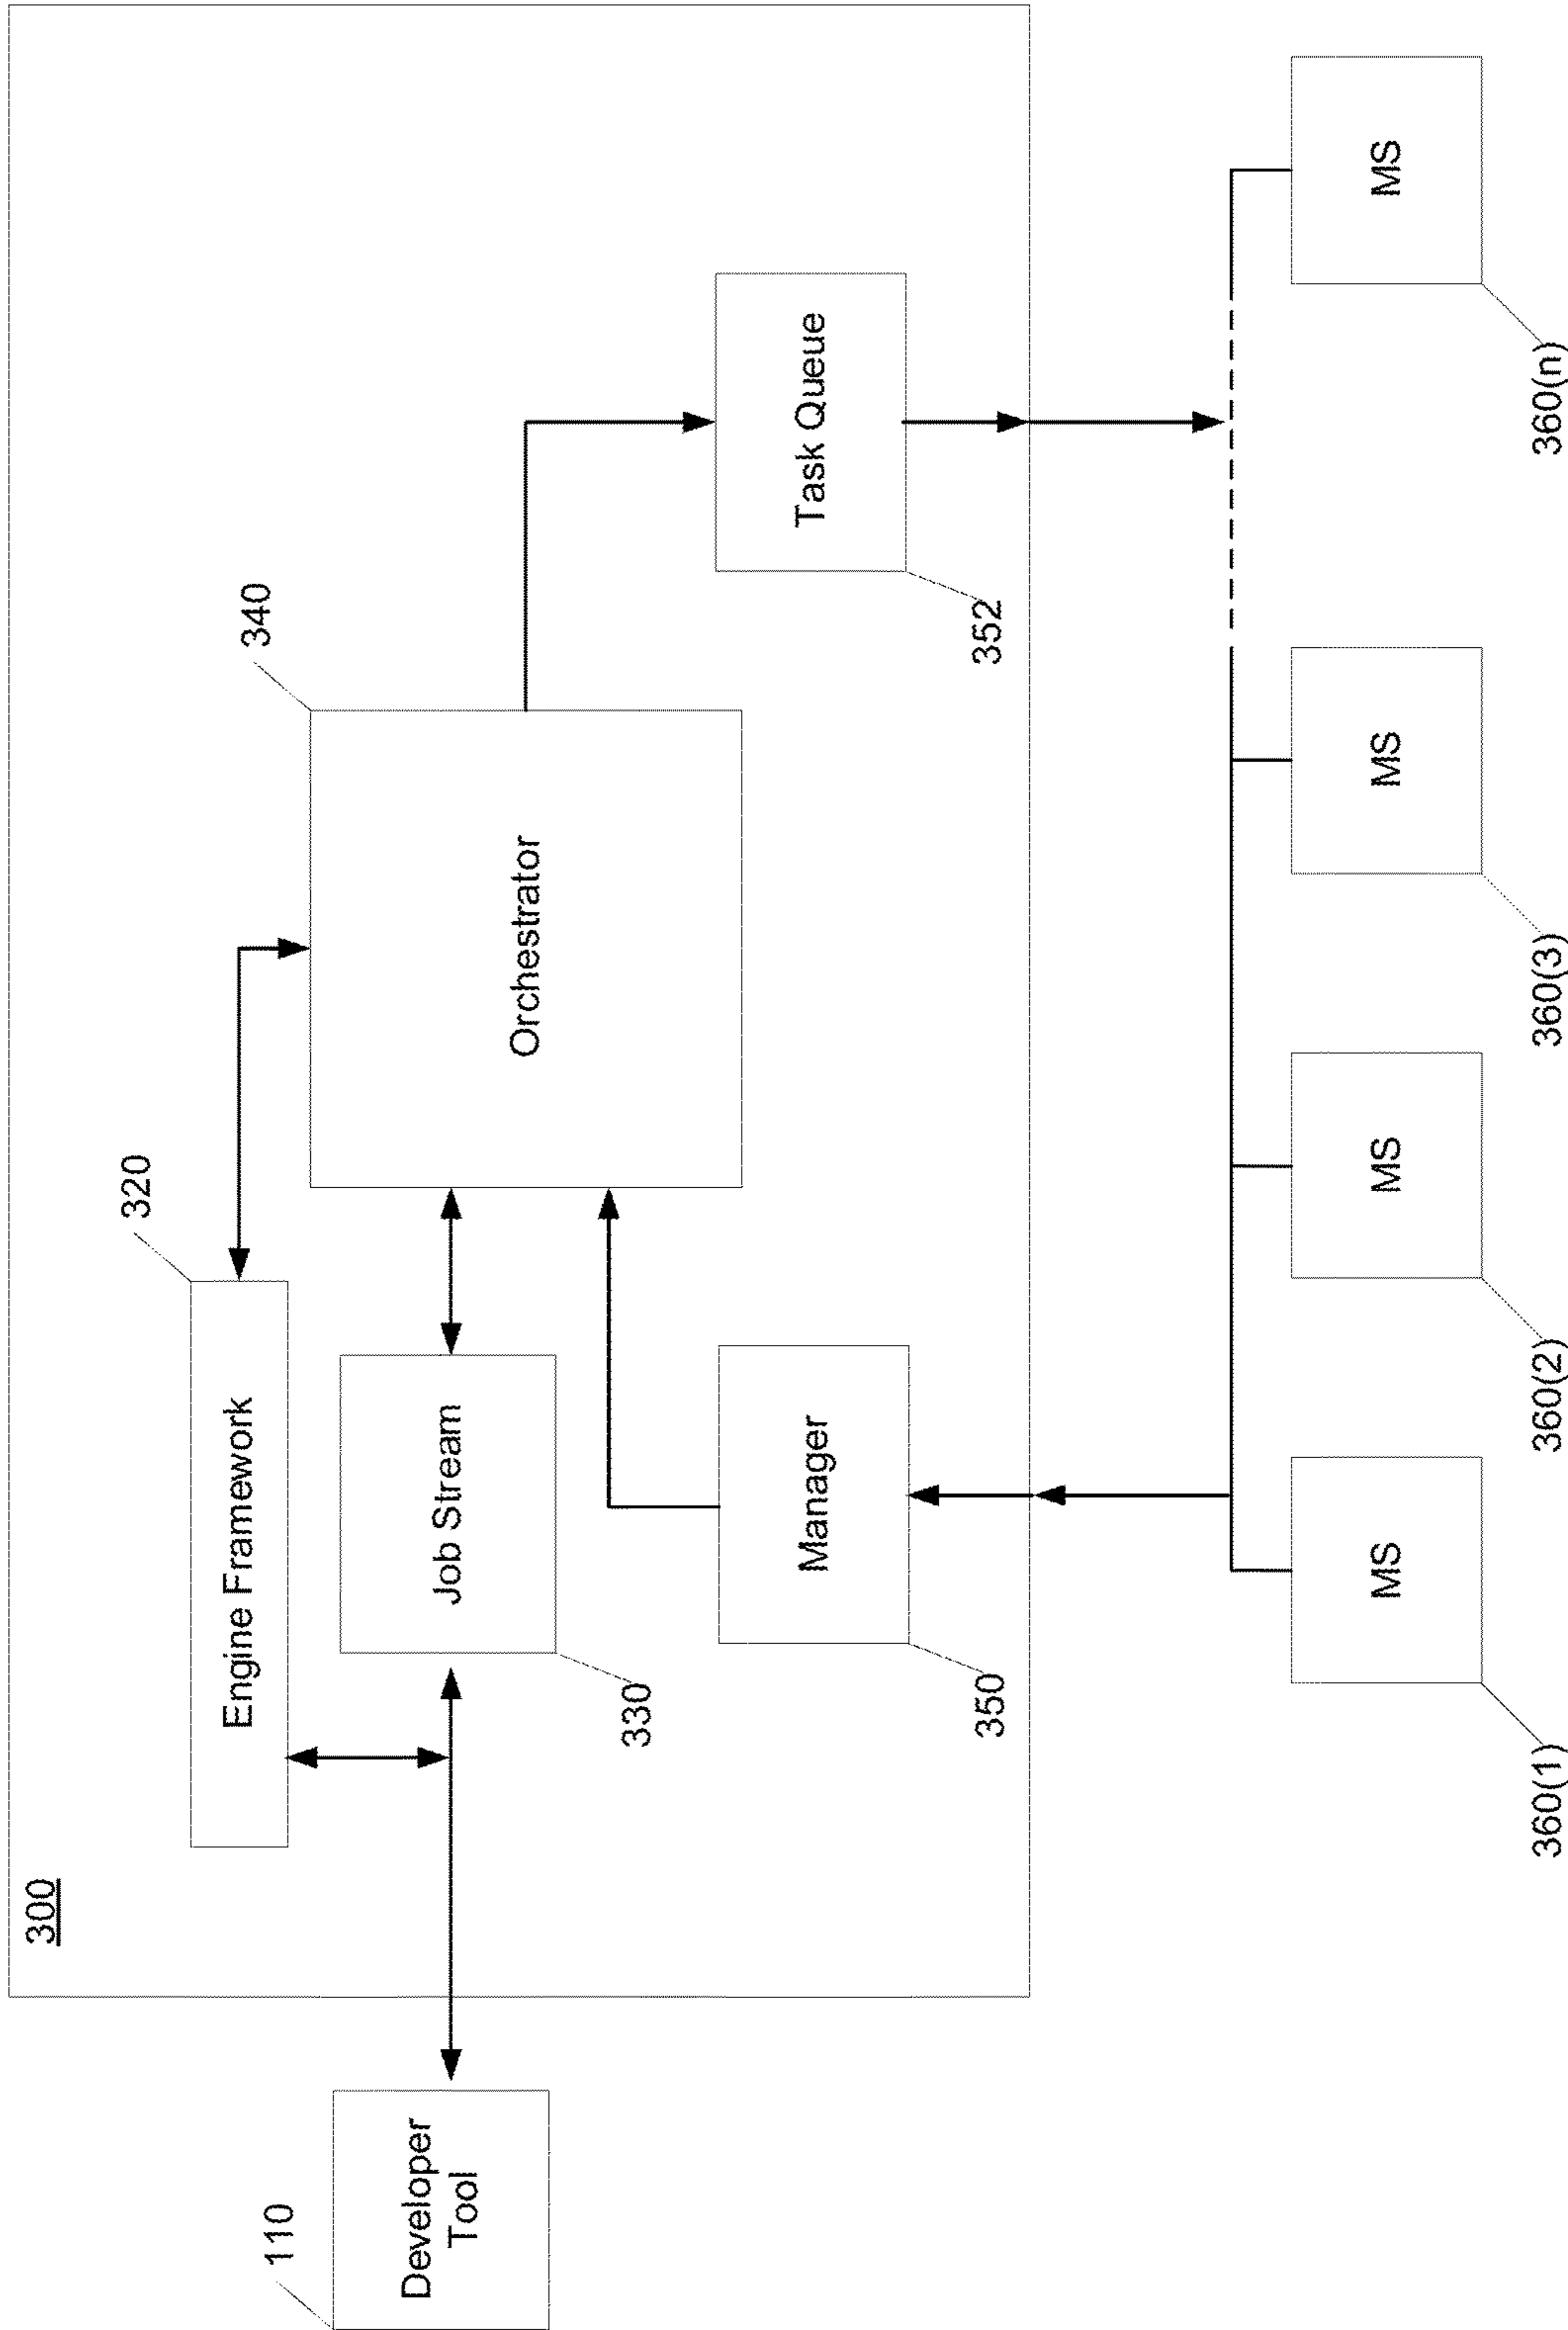 300
320
Engine Framework
340
110
Developer
Tool
Job Stream
330
Orchestrator
Manager
350
Task Queue
352
MS
MS
MS
MS
360(1)
360(2)
360(3)
360(n)